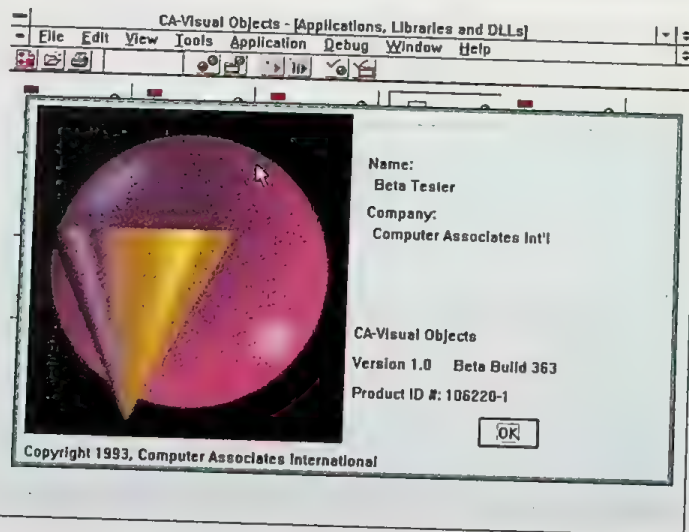 CA-Visual Objects - [Applications, Libraries and DLLs]
File Edit View Tools Application Debug Window Help
Name:
Beta Tester
Company:
Computer Associates Int'l
CA-Visual Objects
Version 1.0 Beta Build 363
Product ID #: 106220-1
OK
Copyright 1993, Computer Associates International